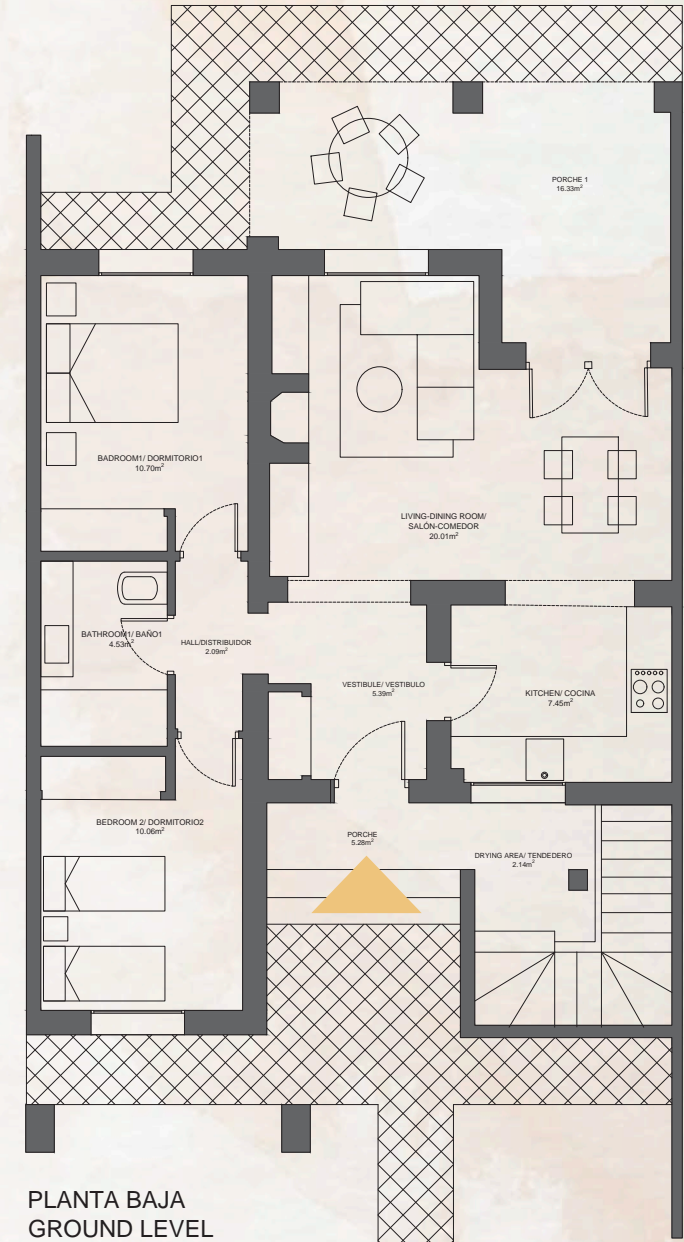 PORCHE 1
16.33m²
BADROOM1/ DORMITORIO1
10.70m²
LIVING-DINING ROOM/
SALÓN-COMEDOR
20.01m²
BATHROOM1/ BAÑO1
4.53m²
HALL/DISTRIBUIDOR
2.09m²
VESTIBULE/ VESTIBULO
5.39m²
KITCHEN/ COCINA
7.45m²
BEDROOM 2/ DORMITORIO2
10.06m²
PORCHE
5.28m²
DRYING AREA/ TENDEDERO
2.14m²
PLANTA BAJA
GROUND LEVEL